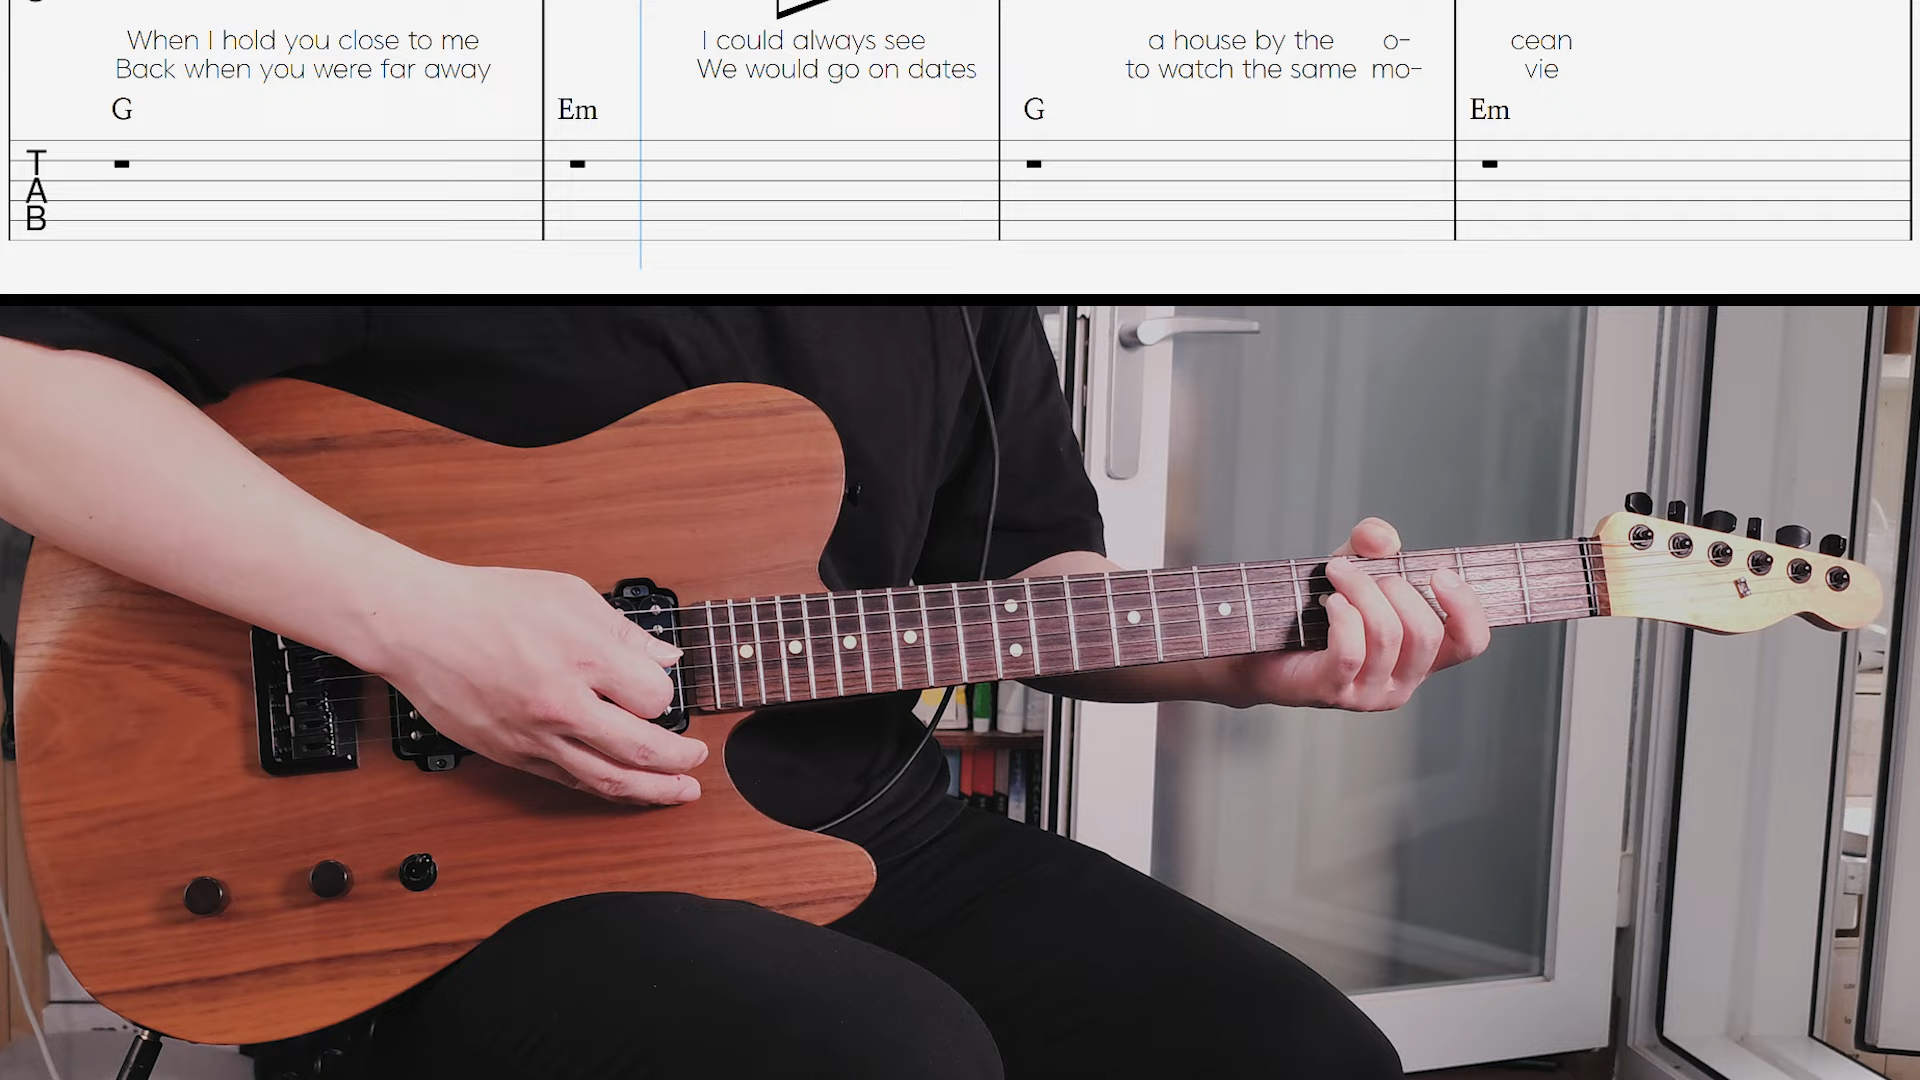 When I hold you close to me I could always see a house by the o- cean
Back when you were far away We would go on dates to watch the same mo- vie
G Em G Em
T
A
B